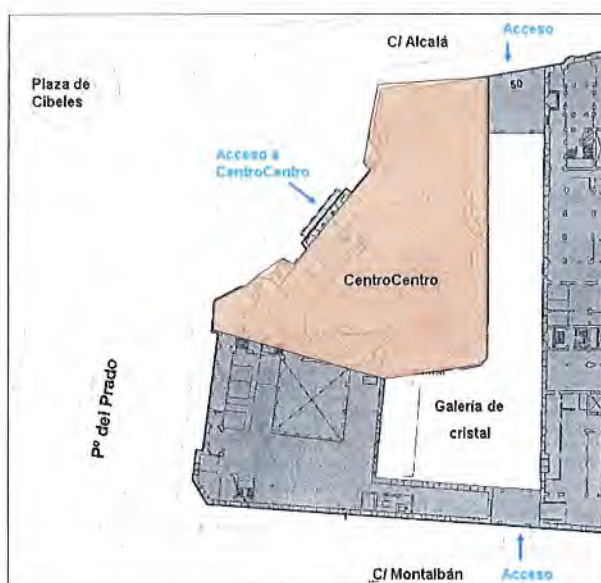 Acceso
C/ Alcalá
Plaza de
Cibeles
50
Acceso a
CentroCentro
CentroCentro
Pº del Prado
Galería de
cristal
C/ Montalbán
Acceso